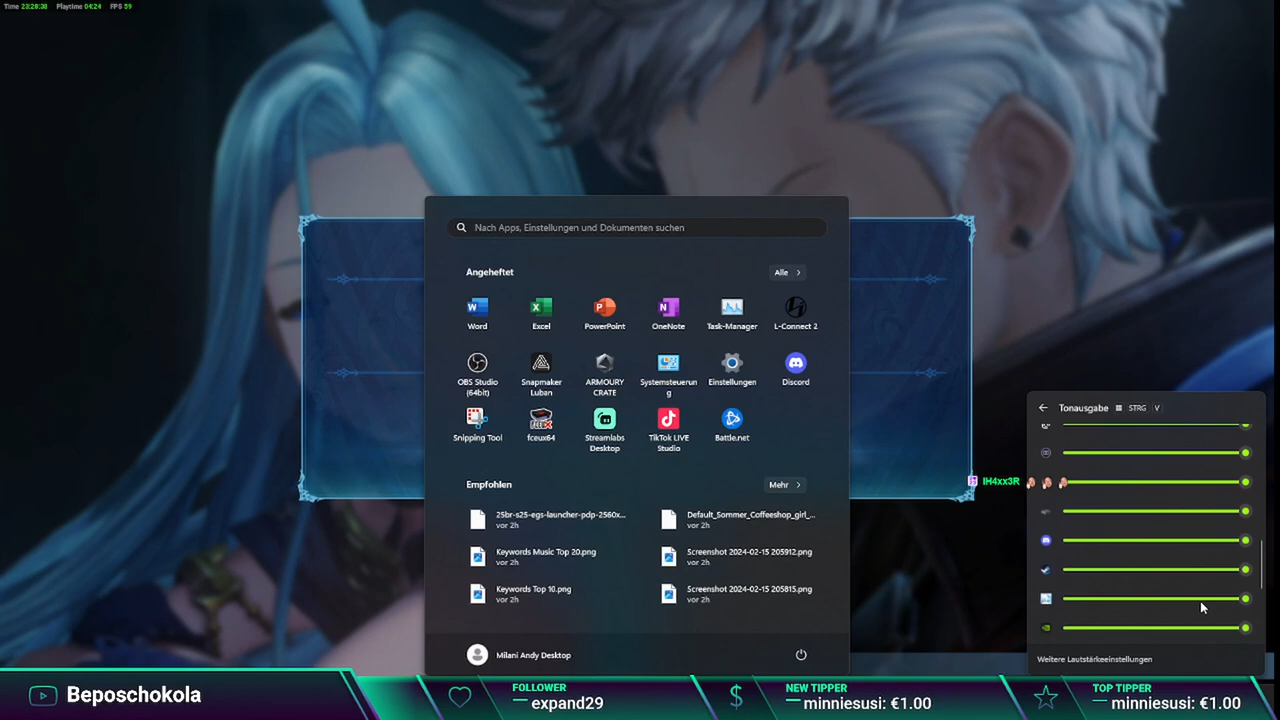 Time 23:28:38 Playtime 04:24 FPS 59
Nach Apps, Einstellungen und Dokumenten suchen
Angeheftet
Alle
Word
Excel
PowerPoint
OneNote
Task-Manager
L-Connect 2
OBS Studio
(64bit)
Snapmaker
Luban
ARMOURY
CRATE
Systemsteuerun
g
Einstellungen
Discord
Snipping Tool
fceux64
Streamlabs
Desktop
TikTok LIVE
Studio
Battle.net
Empfohlen
Mehr
25br-s25-egs-launcher-pdp-2560x...
vor 2h
Default_Sommer_Coffeeshop_girl_...
vor 2h
Keywords Music Top 20.png
vor 2h
Screenshot 2024-02-15 205912.png
vor 2h
Keywords Top 10.png
vor 2h
Screenshot 2024-02-15 205815.png
vor 2h
Milani Andy Desktop
Tonausgabe STRG V
IH4xx3R
Weitere Lautstärkeeinstellungen
Beposchokola
FOLLOWER
expand29
NEW TIPPER
minniesusi: €1.00
TOP TIPPER
minniesusi: €1.00